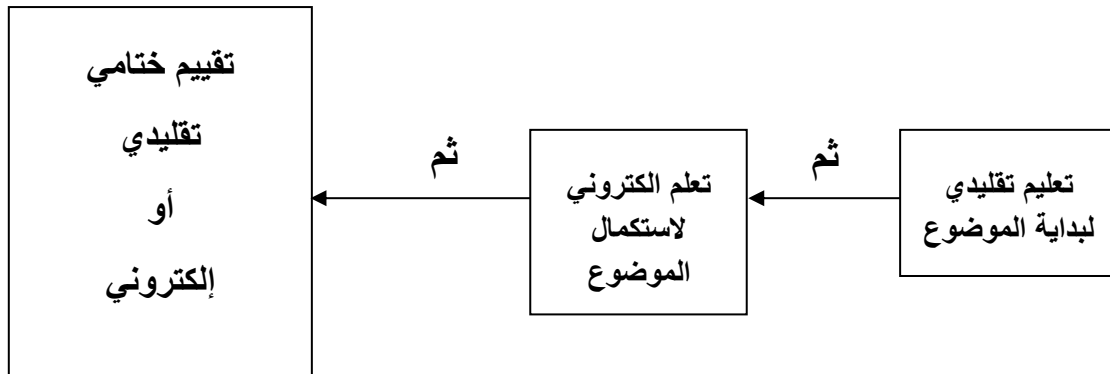 تعليم تقليدي
لبداية الموضوع
ثم
تعلم الكتروني
لاستكمال
الموضوع
ثم
تقييم ختامي
تقليدي
أو
إلكتروني